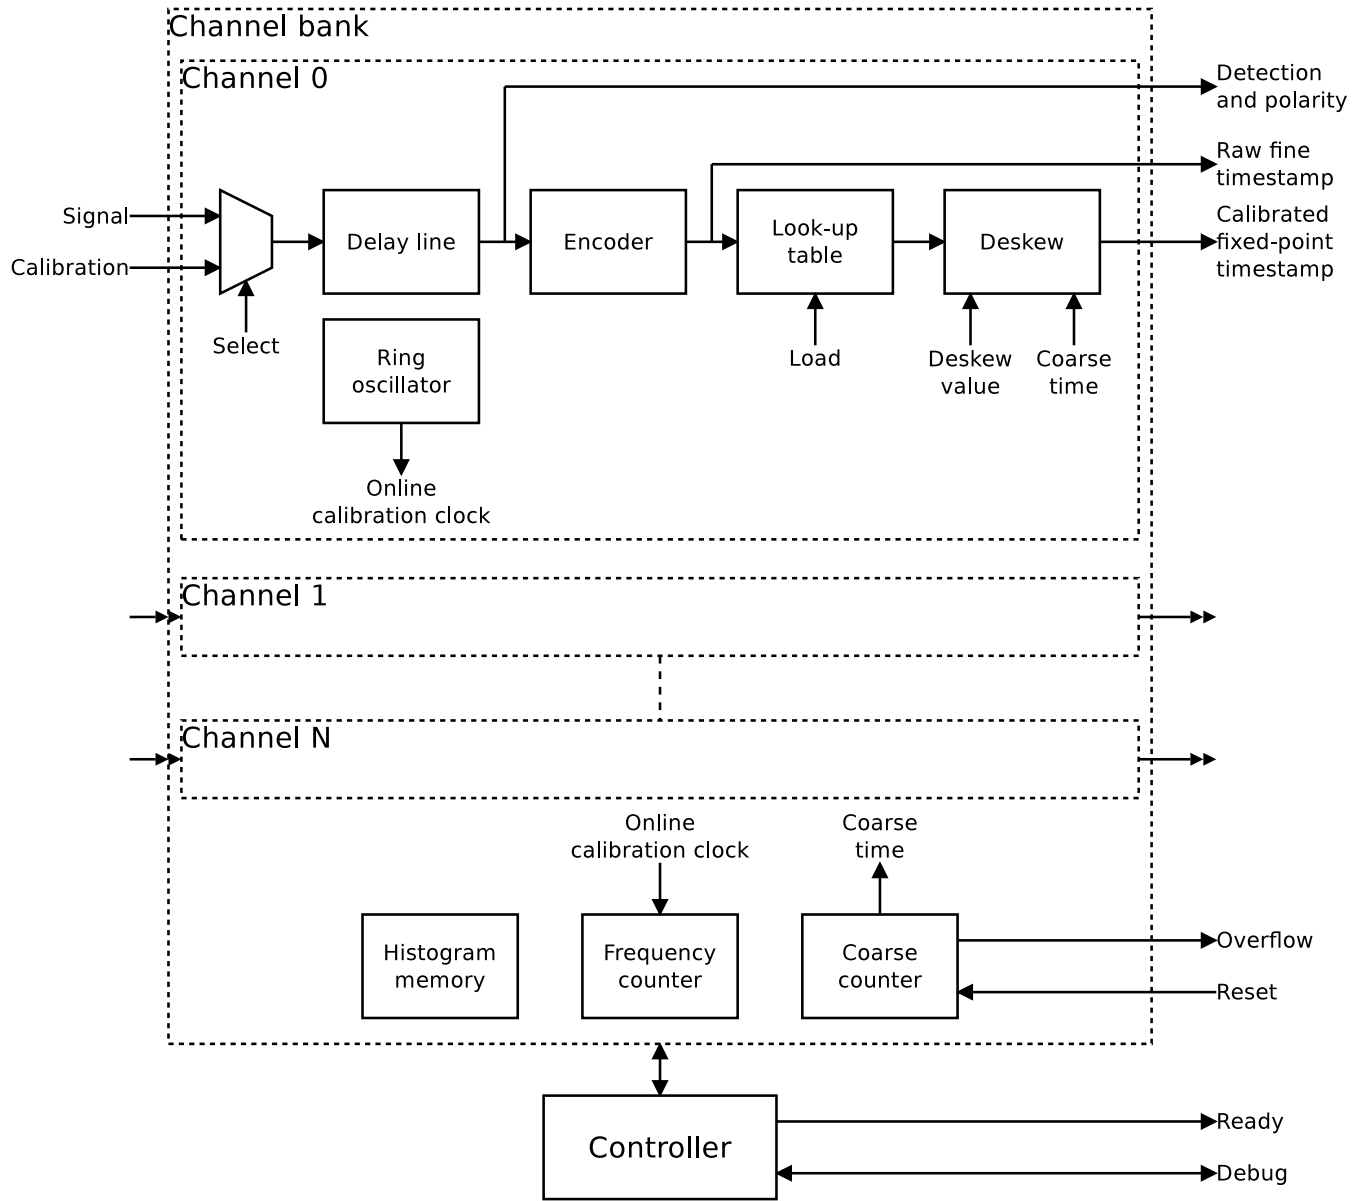 Channel bank
Channel 0
Detection
and polarity
Raw fine
timestamp
Signal
Calibration
Select
Delay line
Encoder
Look-up
table
Deskew
Calibrated
fixed-point
timestamp
Ring
oscillator
Load
Deskew
value
Coarse
time
Online
calibration clock
Channel 1
Channel N
Online
calibration clock
Coarse
time
Histogram
memory
Frequency
counter
Coarse
counter
Overflow
Reset
Controller
Ready
Debug